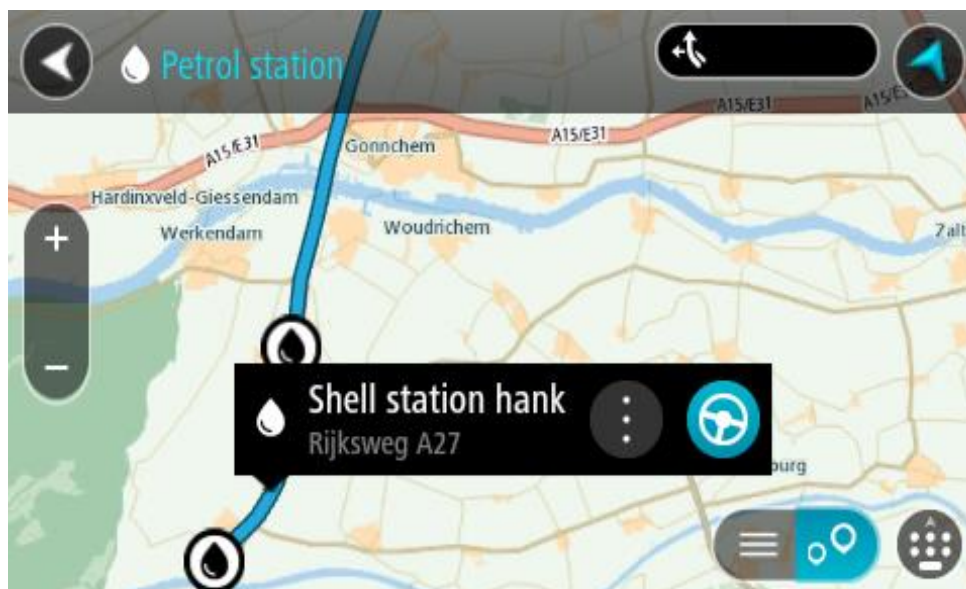 Petrol station
A15/E31
A15/E31
A15/E31
A15/E31
Gorinchem
Hardinxveld-Giessendam
Werkendam
Woudrichem
Zalt
+
−
Shell station hank
Rijksweg A27
burg